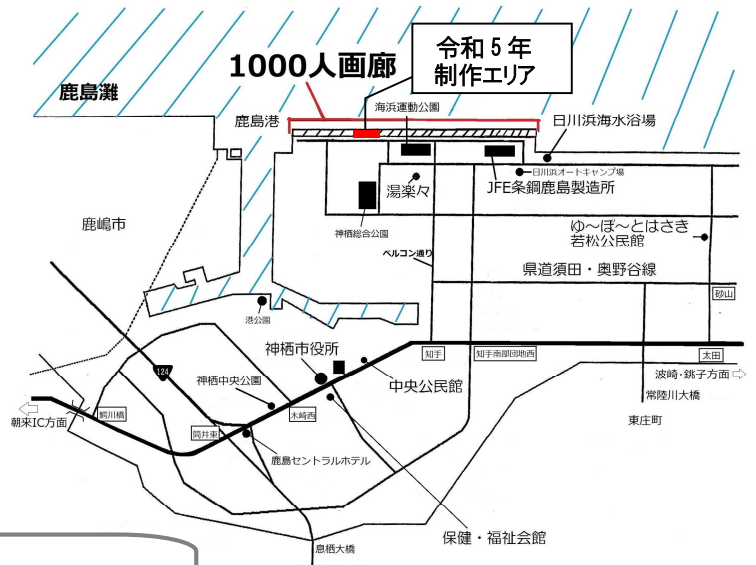 令和5年
制作エリア
1000人画廊
鹿島灘
海浜運動公園
鹿島港
日川浜海水浴場
日川浜オートキャンプ場
湯楽々
JFE条鋼鹿島製造所
鹿嶋市
神栖総合公園
ゆ～ぽ～とはさき
若松公民館
ベルコン通り
県道須田・奥野谷線
砂山
港公園
神栖市役所
知手
知手南部団地西
太田
124
中央公民館
波崎・銚子方面
神栖中央公園
常陸川大橋
木崎西
鰐川橋
東庄町
朝来IC方面
筒井東
鹿島セントラルホテル
保健・福祉会館
息栖大橋